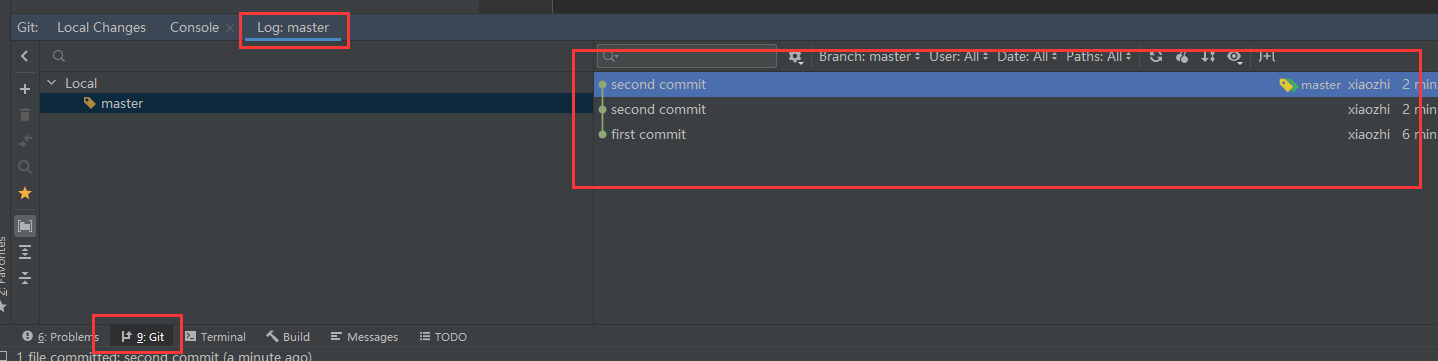 Git: Local Changes Console × Log: master
Branch: master User: All Date: All Paths: All
Local
master
second commit master xiaozhi 2 min
second commit xiaozhi 2 min
first commit xiaozhi 6 min
2: Favorites
6: Problems 9: Git Terminal Build Messages TODO
1 file committed: second commit (a minute ago)